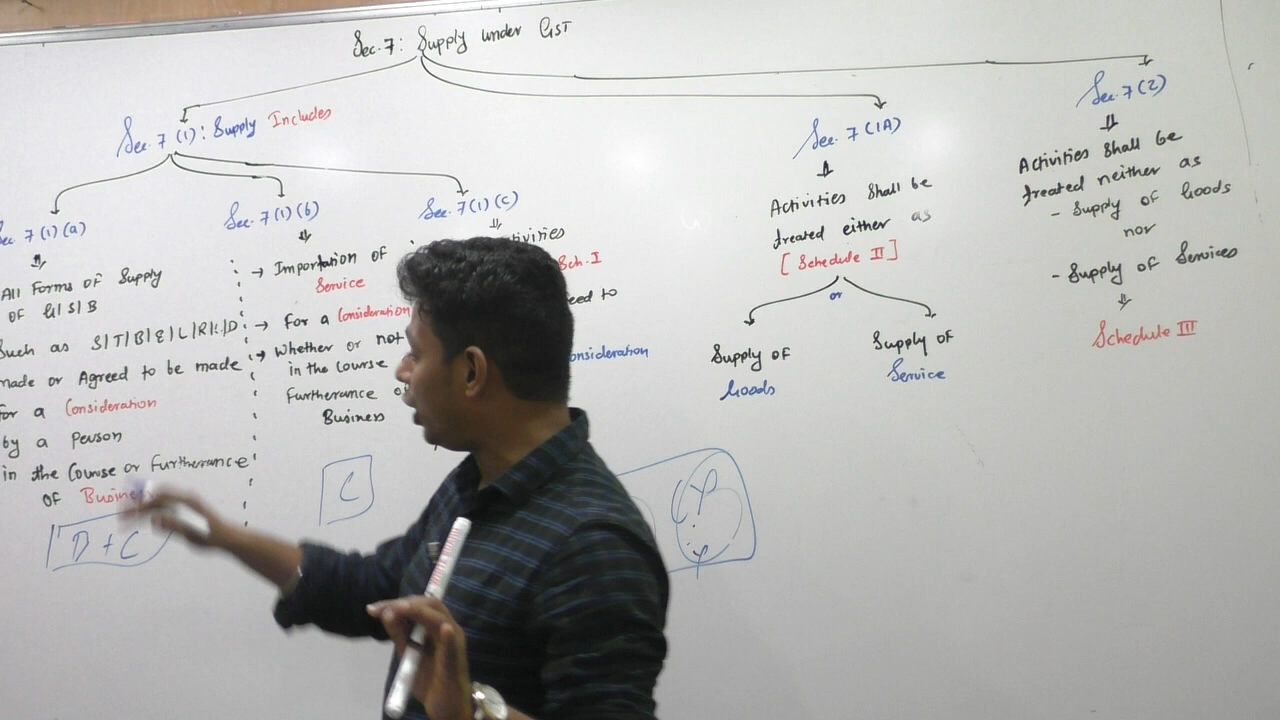 Sec. 7: Supply under GST
Sec. 7 (1): Supply Includes
Sec 7 (1) (a)
All Forms of Supply
of G/S/B
Such as S/T/B/E/L/R/L/D
made or Agreed to be made
for a Consideration
by a Person
in the Course or Furtherance
of Business
D + C
Sec. 7 (1) (b)
→ Importation of
Service
→ For a Consideration
→ Whether or not
in the Course
Furtherance of
Business
C
Sec. 7 (1) (c)
Activities
Sch. I
to
Consideration
Sec. 7 (1A)
Activities Shall be
treated either as
[ Schedule II ]
or
Supply of
Goods
Supply of
Service
Sec. 7 (2)
Activities Shall be
treated neither as
- Supply of Goods
nor
- Supply of Services
Schedule III